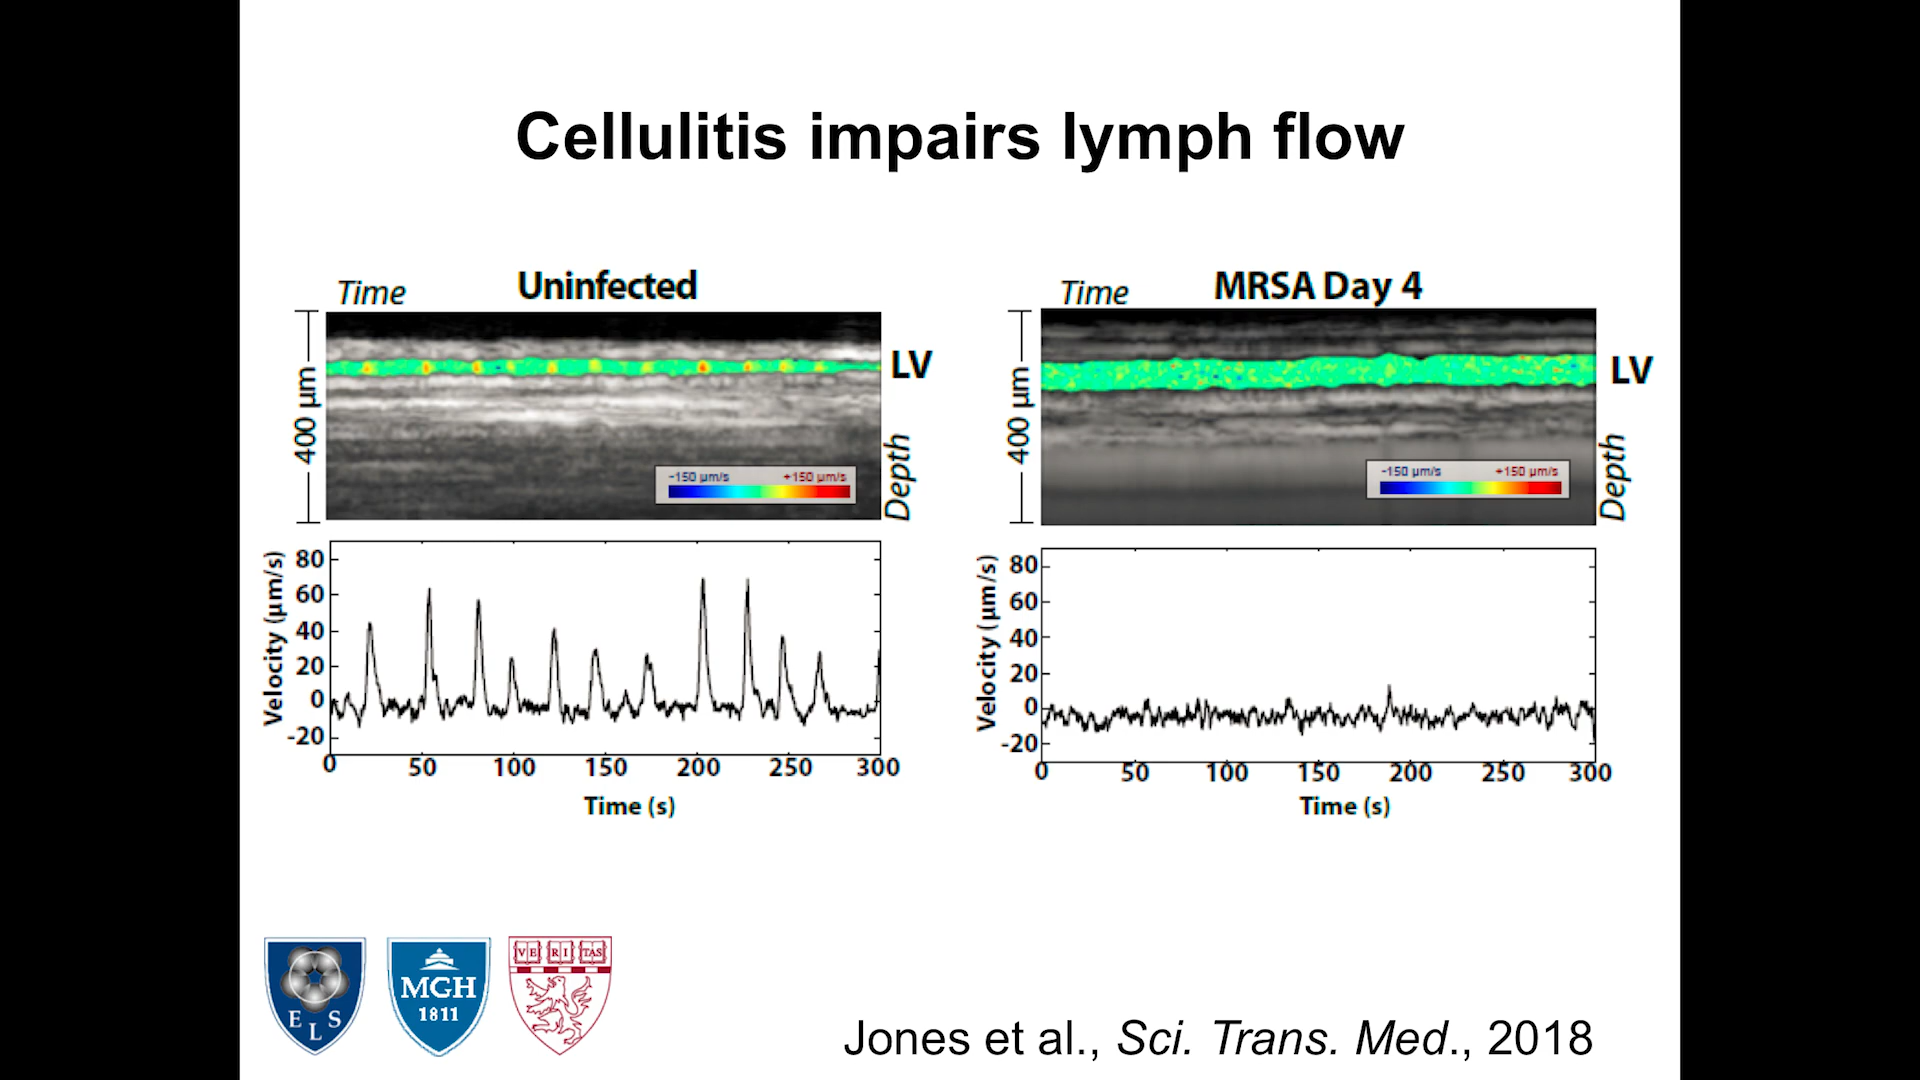 Cellulitis impairs lymph flow
Time
Uninfected
400 µm
LV
Depth
-150 µm/s
+150 µm/s
Velocity (µm/s)
80
60
40
20
0
-20
0 50 100 150 200 250 300
Time (s)
Time
MRSA Day 4
400 µm
LV
Depth
-150 µm/s
+150 µm/s
Velocity (µm/s)
80
60
40
20
0
-20
0 50 100 150 200 250 300
Time (s)
E L S
MGH
1811
VE RI TAS
Jones et al., Sci. Trans. Med., 2018